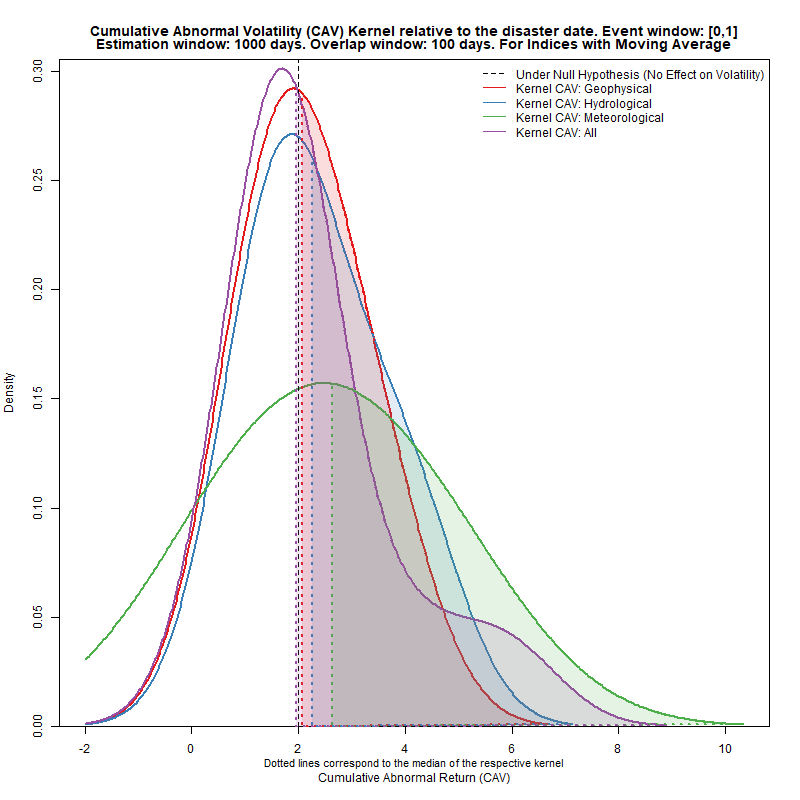 Cumulative Abnormal Volatility (CAV) Kernel relative to the disaster date. Event window: [0,1]
Estimation window: 1000 days. Overlap window: 100 days. For Indices with Moving Average
Under Null Hypothesis (No Effect on Volatility)
Kernel CAV: Geophysical
Kernel CAV: Hydrological
Kernel CAV: Meteorological
Kernel CAV: All
0.30
0.25
0.20
0.15
0.10
0.05
0.00
Density
-2 0 2 4 6 8 10
Dotted lines correspond to the median of the respective kernel
Cumulative Abnormal Return (CAV)